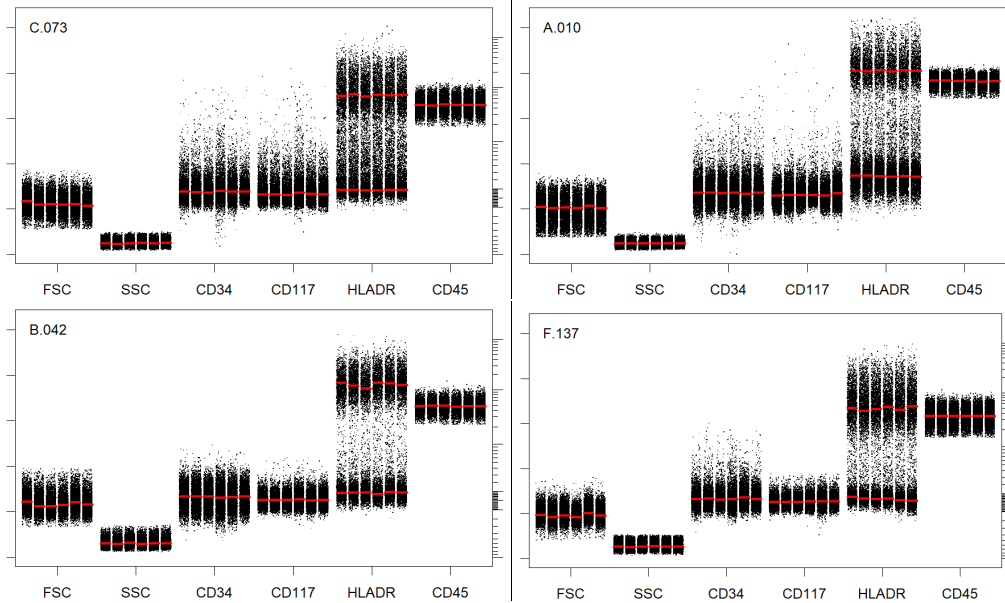 C.073
FSC SSC CD34 CD117 HLADR CD45
A.010
FSC SSC CD34 CD117 HLADR CD45
B.042
FSC SSC CD34 CD117 HLADR CD45
F.137
FSC SSC CD34 CD117 HLADR CD45